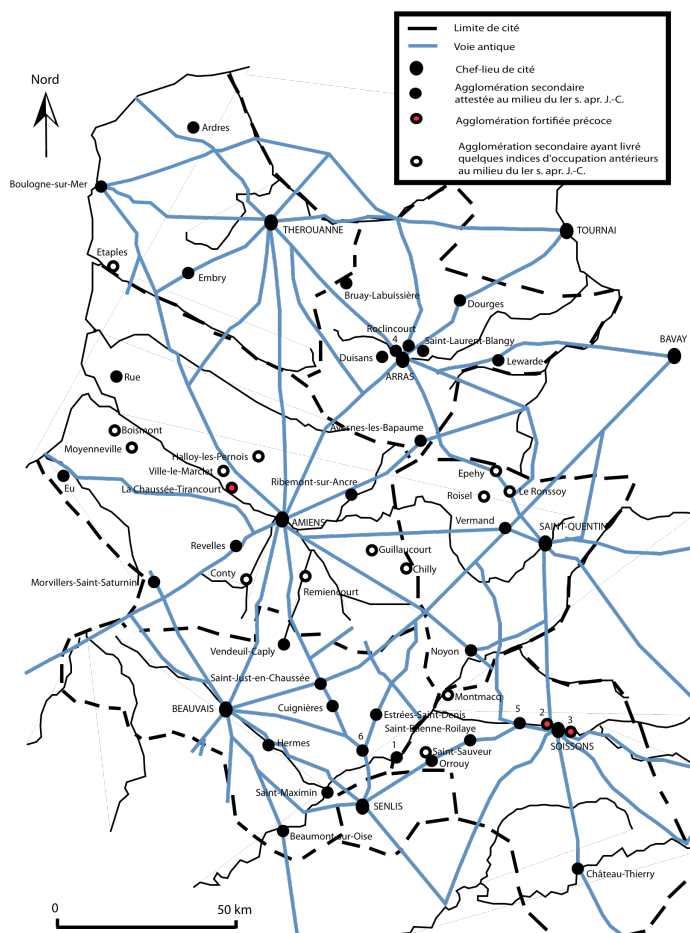 Limite de cité
Voie antique
Chef-lieu de cité
Agglomération secondaire
attestée au milieu du Ier s. apr. J.-C.
Agglomération fortifiée précoce
Agglomération secondaire ayant livré
quelques indices d'occupation antérieurs
au milieu du Ier s. apr. J.-C.
Nord
Ardres
Boulogne-sur-Mer
THEROUANNE
TOURNAI
Etaples
Embry
Bruay-Labuissière
Dourges
Roclincourt
4
Saint-Laurent-Blangy
BAVAY
Duisans
Lewarde
ARRAS
Rue
Avesnes-les-Bapaume
Boismont
Moyenneville
Halloy-les-Pernois
Ville-le-Marclet
Epehy
Eu
La Chaussée-Tirancourt
Ribemont-sur-Ancre
Roisel
Le Ronssoy
AMIENS
Vermand
SAINT-QUENTIN
Revelles
Guillaucourt
Conty
Chilly
Morvillers-Saint-Saturnin
Remiencourt
Vendeuil-Caply
Noyon
Saint-Just-en-Chaussée
Montmacq
BEAUVAIS
Cuignières
Estrées-Saint-Denis
5
2
3
Saint-Etienne-Roilaye
Hermes
6
1
Saint-Sauveur
SOISSONS
Orrouy
Saint-Maximin
SENLIS
Beaumont-sur-Oise
Château-Thierry
0
50 km